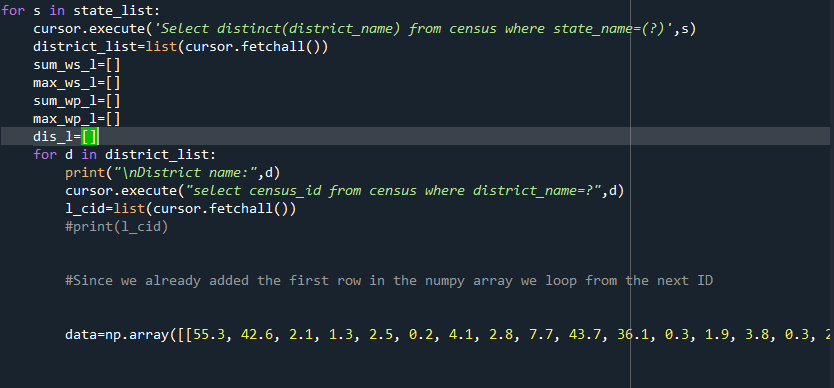 for s in state_list:
cursor.execute('Select distinct(district_name) from census where state_name=(?)',s)
district_list=list(cursor.fetchall())
sum_ws_l=[]
max_ws_l=[]
sum_wp_l=[]
max_wp_l=[]
dis_l=[]
for d in district_list:
print("\nDistrict name:",d)
cursor.execute("select census_id from census where district_name=?",d)
l_cid=list(cursor.fetchall())
#print(l_cid)
#Since we already added the first row in the numpy array we loop from the next ID
data=np.array([[55.3, 42.6, 2.1, 1.3, 2.5, 0.2, 4.1, 2.8, 7.7, 43.7, 36.1, 0.3, 1.9, 3.8, 0.3,